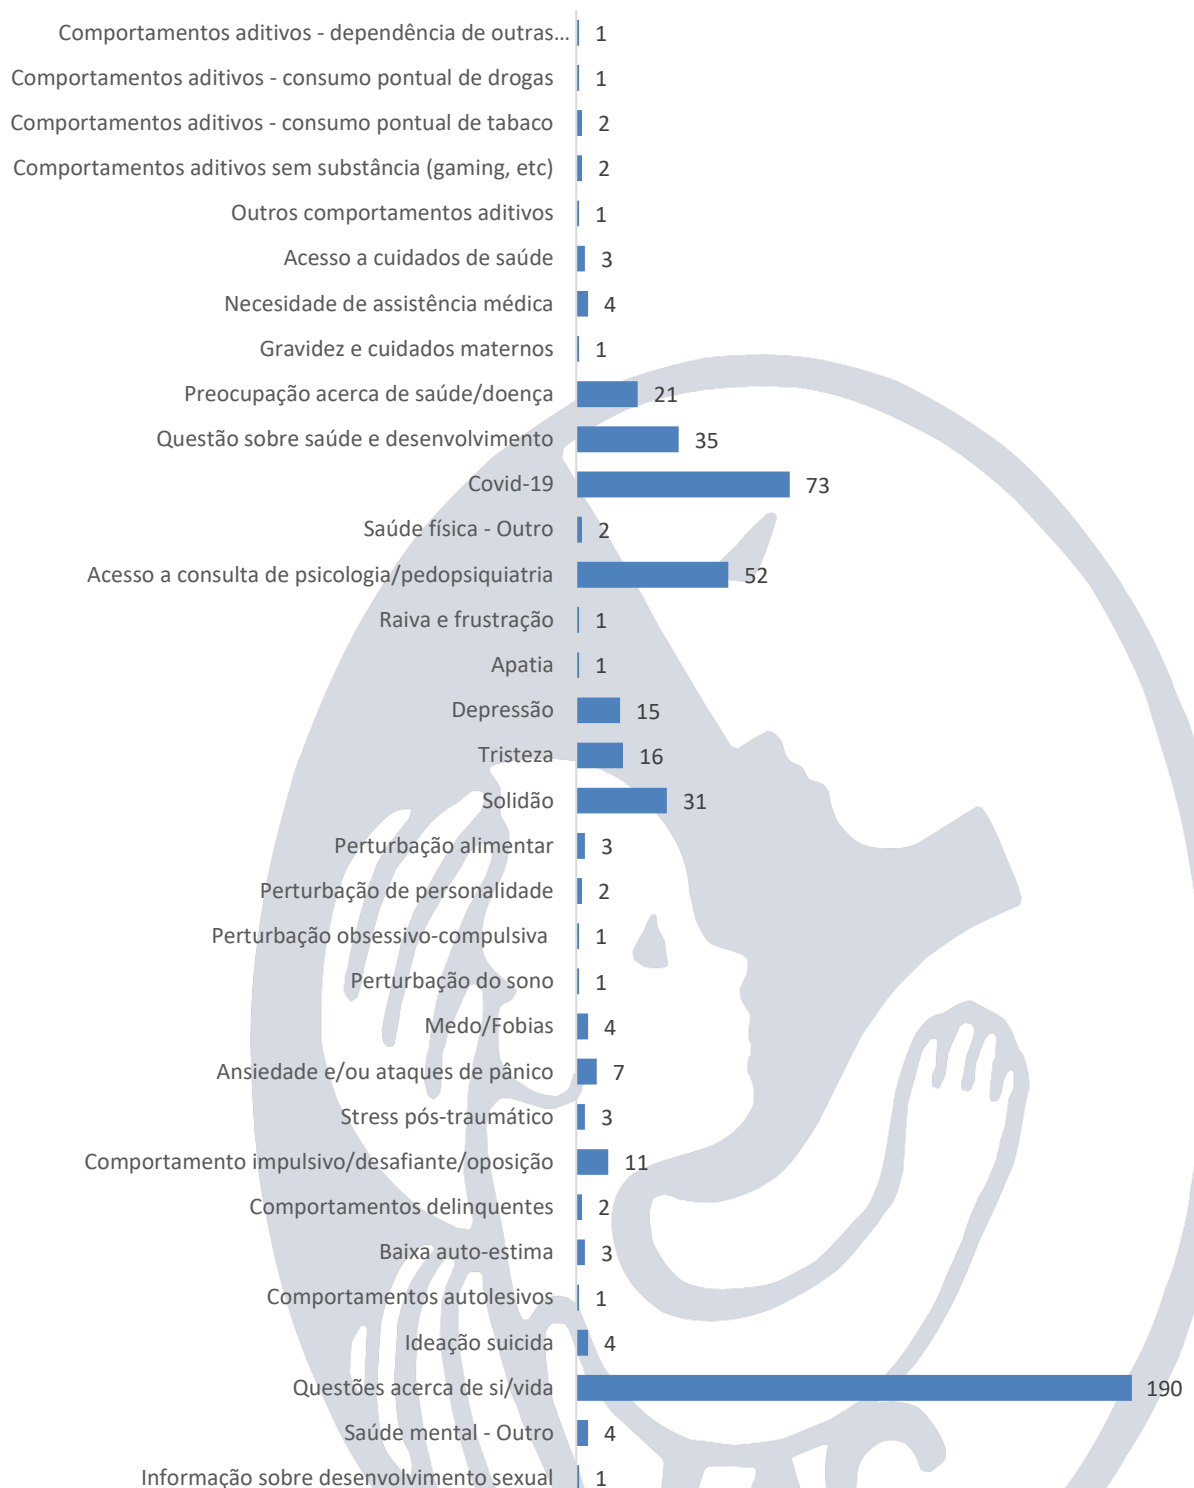 Comportamentos aditivos - dependência de outras... 1
Comportamentos aditivos - consumo pontual de drogas 1
Comportamentos aditivos - consumo pontual de tabaco 2
Comportamentos aditivos sem substância (gaming, etc) 2
Outros comportamentos aditivos 1
Acesso a cuidados de saúde 3
Necesidade de assistência médica 4
Gravidez e cuidados maternos 1
Preocupação acerca de saúde/doença 21
Questão sobre saúde e desenvolvimento 35
Covid-19 73
Saúde física - Outro 2
Acesso a consulta de psicologia/pedopsiquiatria 52
Raiva e frustração 1
Apatia 1
Depressão 15
Tristeza 16
Solidão 31
Perturbação alimentar 3
Perturbação de personalidade 2
Perturbação obsessivo-compulsiva 1
Perturbação do sono 1
Medo/Fobias 4
Ansiedade e/ou ataques de pânico 7
Stress pós-traumático 3
Comportamento impulsivo/desafiante/oposição 11
Comportamentos delinquentes 2
Baixa auto-estima 3
Comportamentos autolesivos 1
Ideação suicida 4
Questões acerca de si/vida 190
Saúde mental - Outro 4
Informação sobre desenvolvimento sexual 1